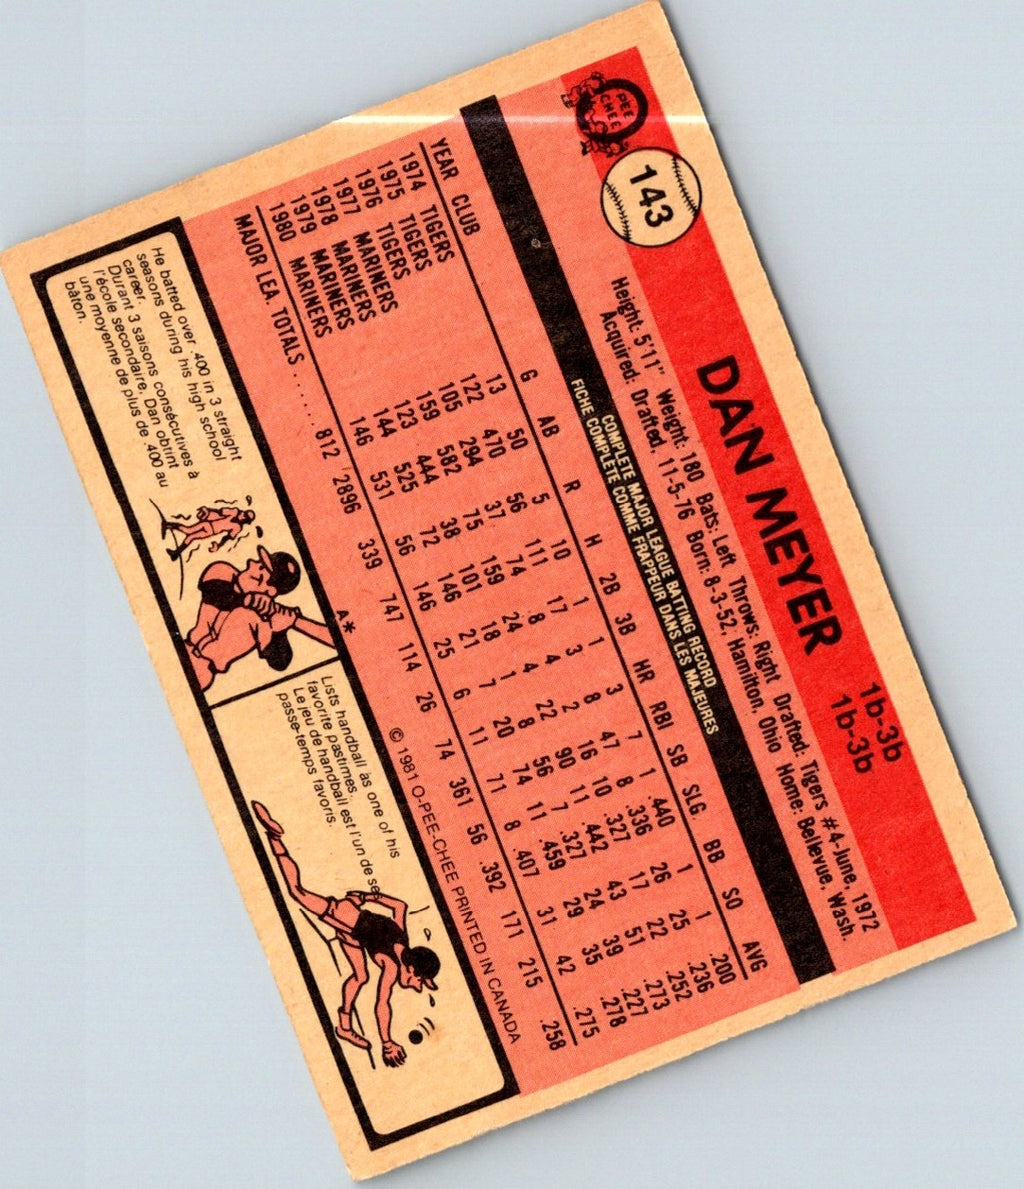 PEE
CHEE
143
DAN MEYER
1b-3b
1b-3b
Height: 5'11" Weight: 180 Bats: Left Throws: Right Drafted: Tigers #4-June, 1972
Acquired: Drafted, 11-5-76 Born: 8-3-52, Hamilton, Ohio Home: Bellevue, Wash.
COMPLETE MAJOR LEAGUE BATTING RECORD
FICHE COMPLÈTE COMME FRAPPEUR DANS LES MAJEURES
YEAR CLUB G AB R H 2B 3B HR RBI SB SLG. BB SO AVG
1974 TIGERS 13 50 5 10 1 1 3 7 1 .440 1 1 .200
1975 TIGERS 122 470 56 111 17 3 8 47 8 .336 26 25 .236
1976 TIGERS 105 294 37 74 8 4 2 16 10 .327 17 22 .252
1977 MARINERS 159 582 75 159 24 4 22 90 11 .442 43 51 .273
1978 MARINERS 123 444 38 101 18 1 8 56 7 .327 24 39 .227
1979 MARINERS 144 525 72 146 21 7 20 74 11 .459 29 35 .278
1980 MARINERS 146 531 56 146 25 6 11 71 8 .407 31 42 .275
MAJOR LEA. TOTALS ...... 812 2896 339 747 114 26 74 361 56 .392 171 215 .258
A* © 1981 O-PEE-CHEE PRINTED IN CANADA
He batted over .400 in 3 straight
seasons during his high school
career.
Durant 3 saisons consécutives à
l'école secondaire, Dan obtint
une moyenne de plus de .400 au
bâton.
Lists handball as one of his
favorite pastimes.
Le jeu de handball est l'un de se
passe-temps favoris.